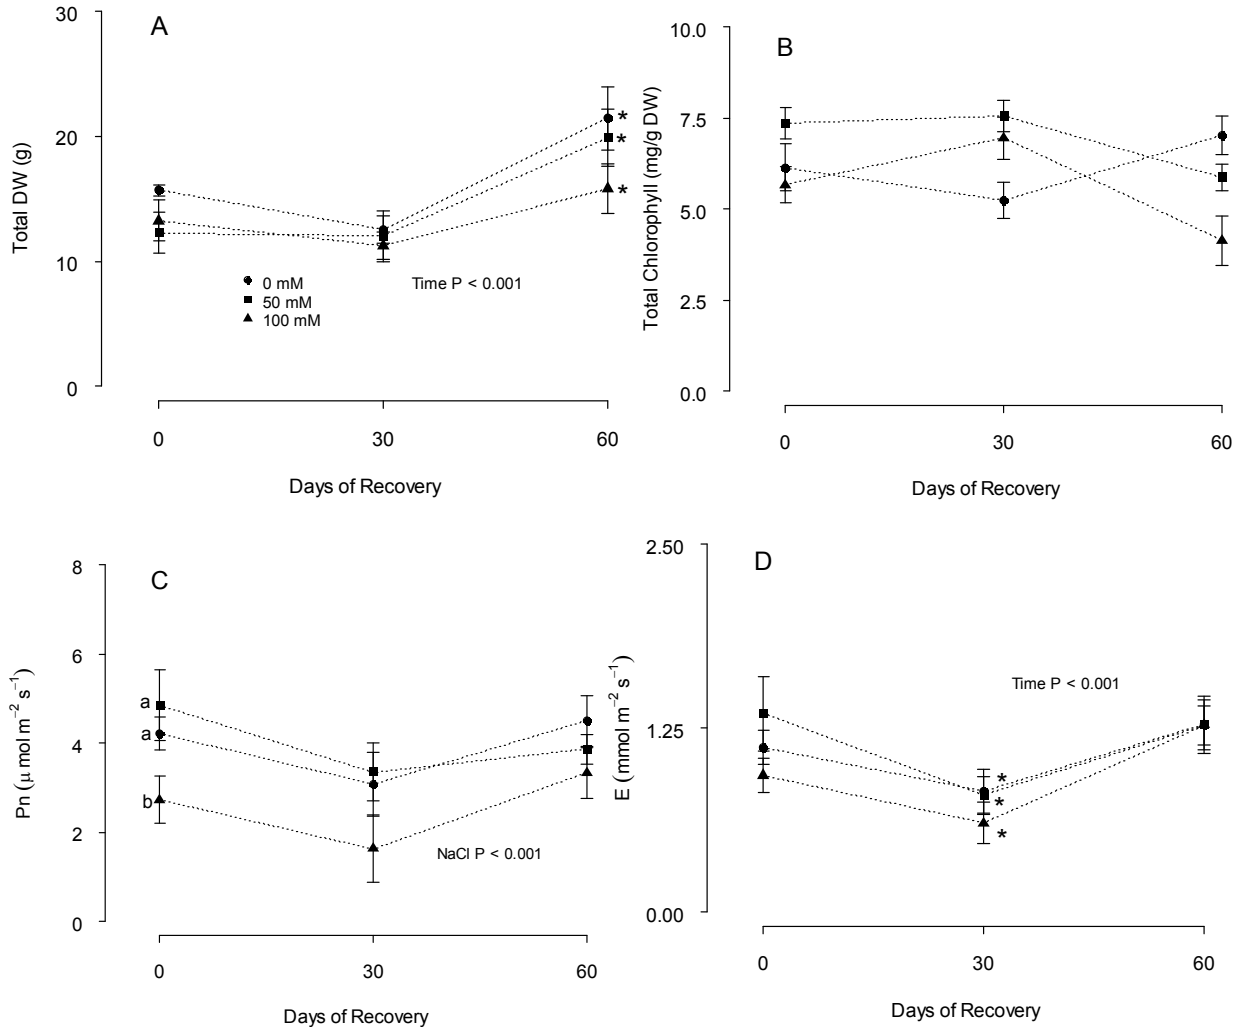 A
30
20
10
0
Total DW (g)
0 mM
50 mM
100 mM
Time P < 0.001
*
*
*
0 30 60
Days of Recovery
B
10.0
7.5
5.0
2.5
0.0
Total Chlorophyll (mg/g DW)
0 30 60
Days of Recovery
C
8
6
4
2
0
Pn (μ mol m⁻² s⁻¹)
a
a
b
NaCl P < 0.001
0 30 60
Days of Recovery
D
2.50
1.25
0.00
E (mmol m⁻² s⁻¹)
Time P < 0.001
*
*
*
0 30 60
Days of Recovery